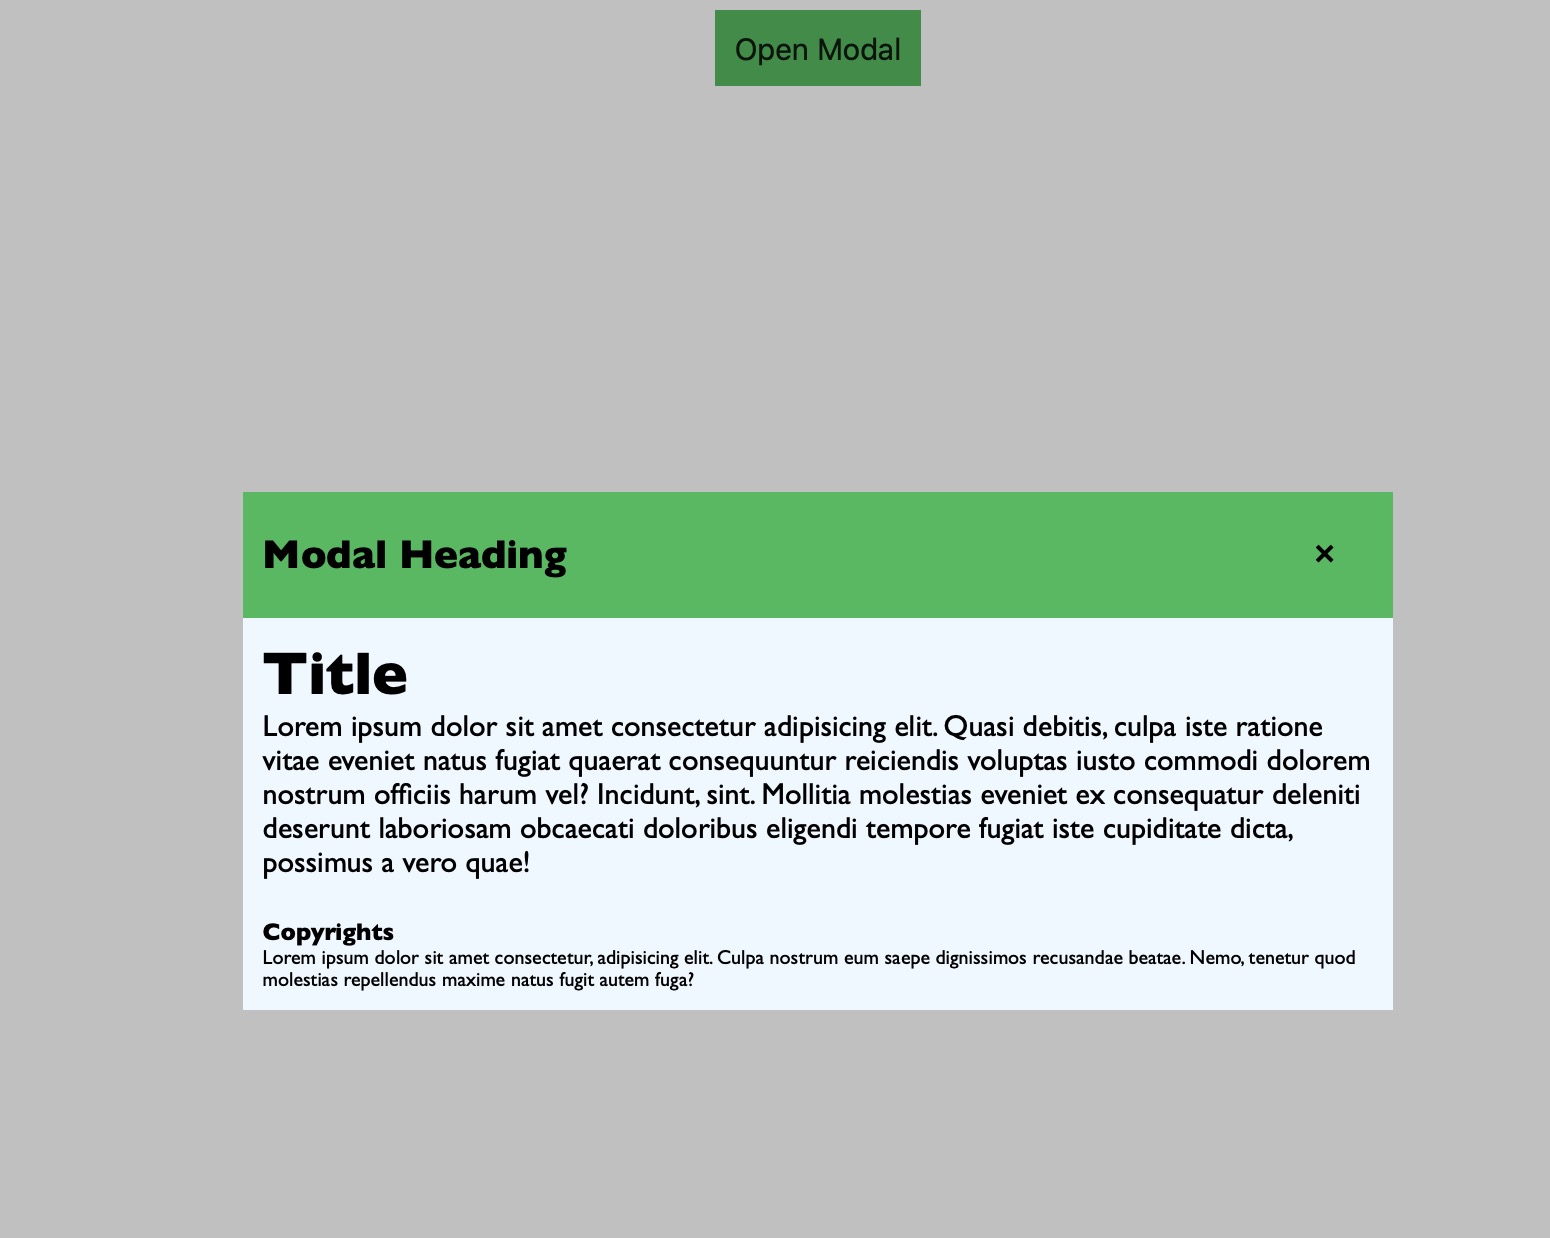 Open Modal
Modal Heading
×
Title
Lorem ipsum dolor sit amet consectetur adipisicing elit. Quasi debitis, culpa iste ratione
vitae eveniet natus fugiat quaerat consequuntur reiciendis voluptas iusto commodi dolorem
nostrum officiis harum vel? Incidunt, sint. Mollitia molestias eveniet ex consequatur deleniti
deserunt laboriosam obcaecati doloribus eligendi tempore fugiat iste cupiditate dicta,
possimus a vero quae!
Copyrights
Lorem ipsum dolor sit amet consectetur, adipisicing elit. Culpa nostrum eum saepe dignissimos recusandae beatae. Nemo, tenetur quod
molestias repellendus maxime natus fugit autem fuga?